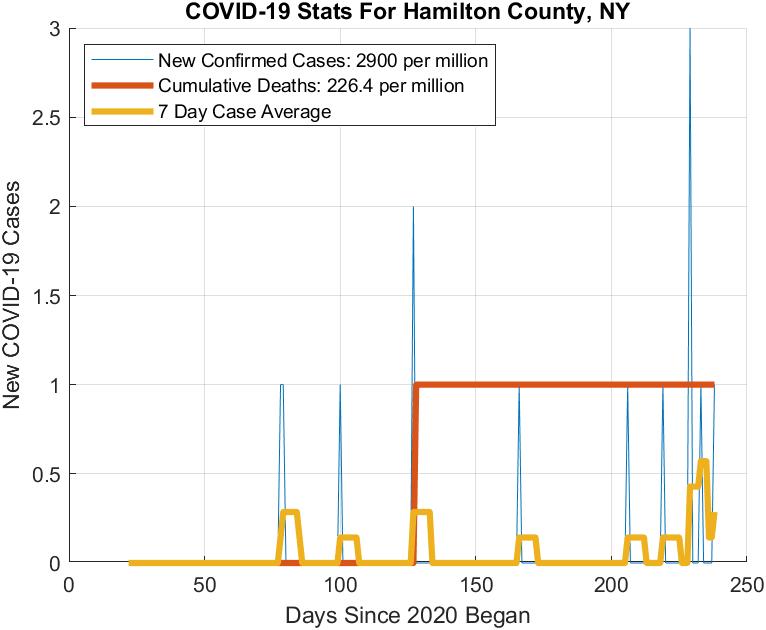 COVID-19 Stats For Hamilton County, NY
New Confirmed Cases: 2900 per million
Cumulative Deaths: 226.4 per million
7 Day Case Average
New COVID-19 Cases
3
2.5
2
1.5
1
0.5
0
0 50 100 150 200 250
Days Since 2020 Began